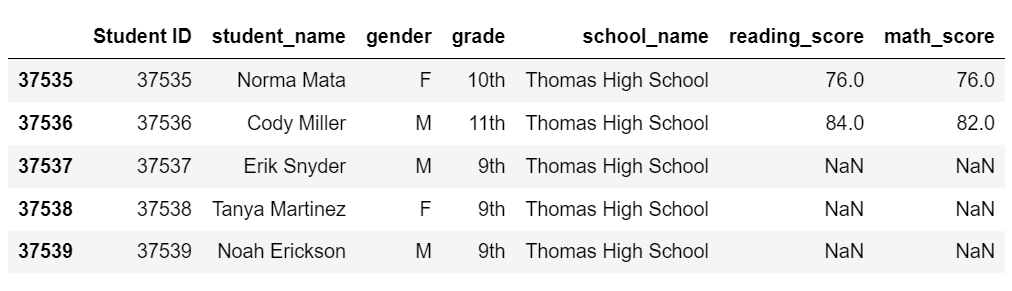 Student ID student_name gender grade school_name reading_score math_score
37535 37535 Norma Mata F 10th Thomas High School 76.0 76.0
37536 37536 Cody Miller M 11th Thomas High School 84.0 82.0
37537 37537 Erik Snyder M 9th Thomas High School NaN NaN
37538 37538 Tanya Martinez F 9th Thomas High School NaN NaN
37539 37539 Noah Erickson M 9th Thomas High School NaN NaN